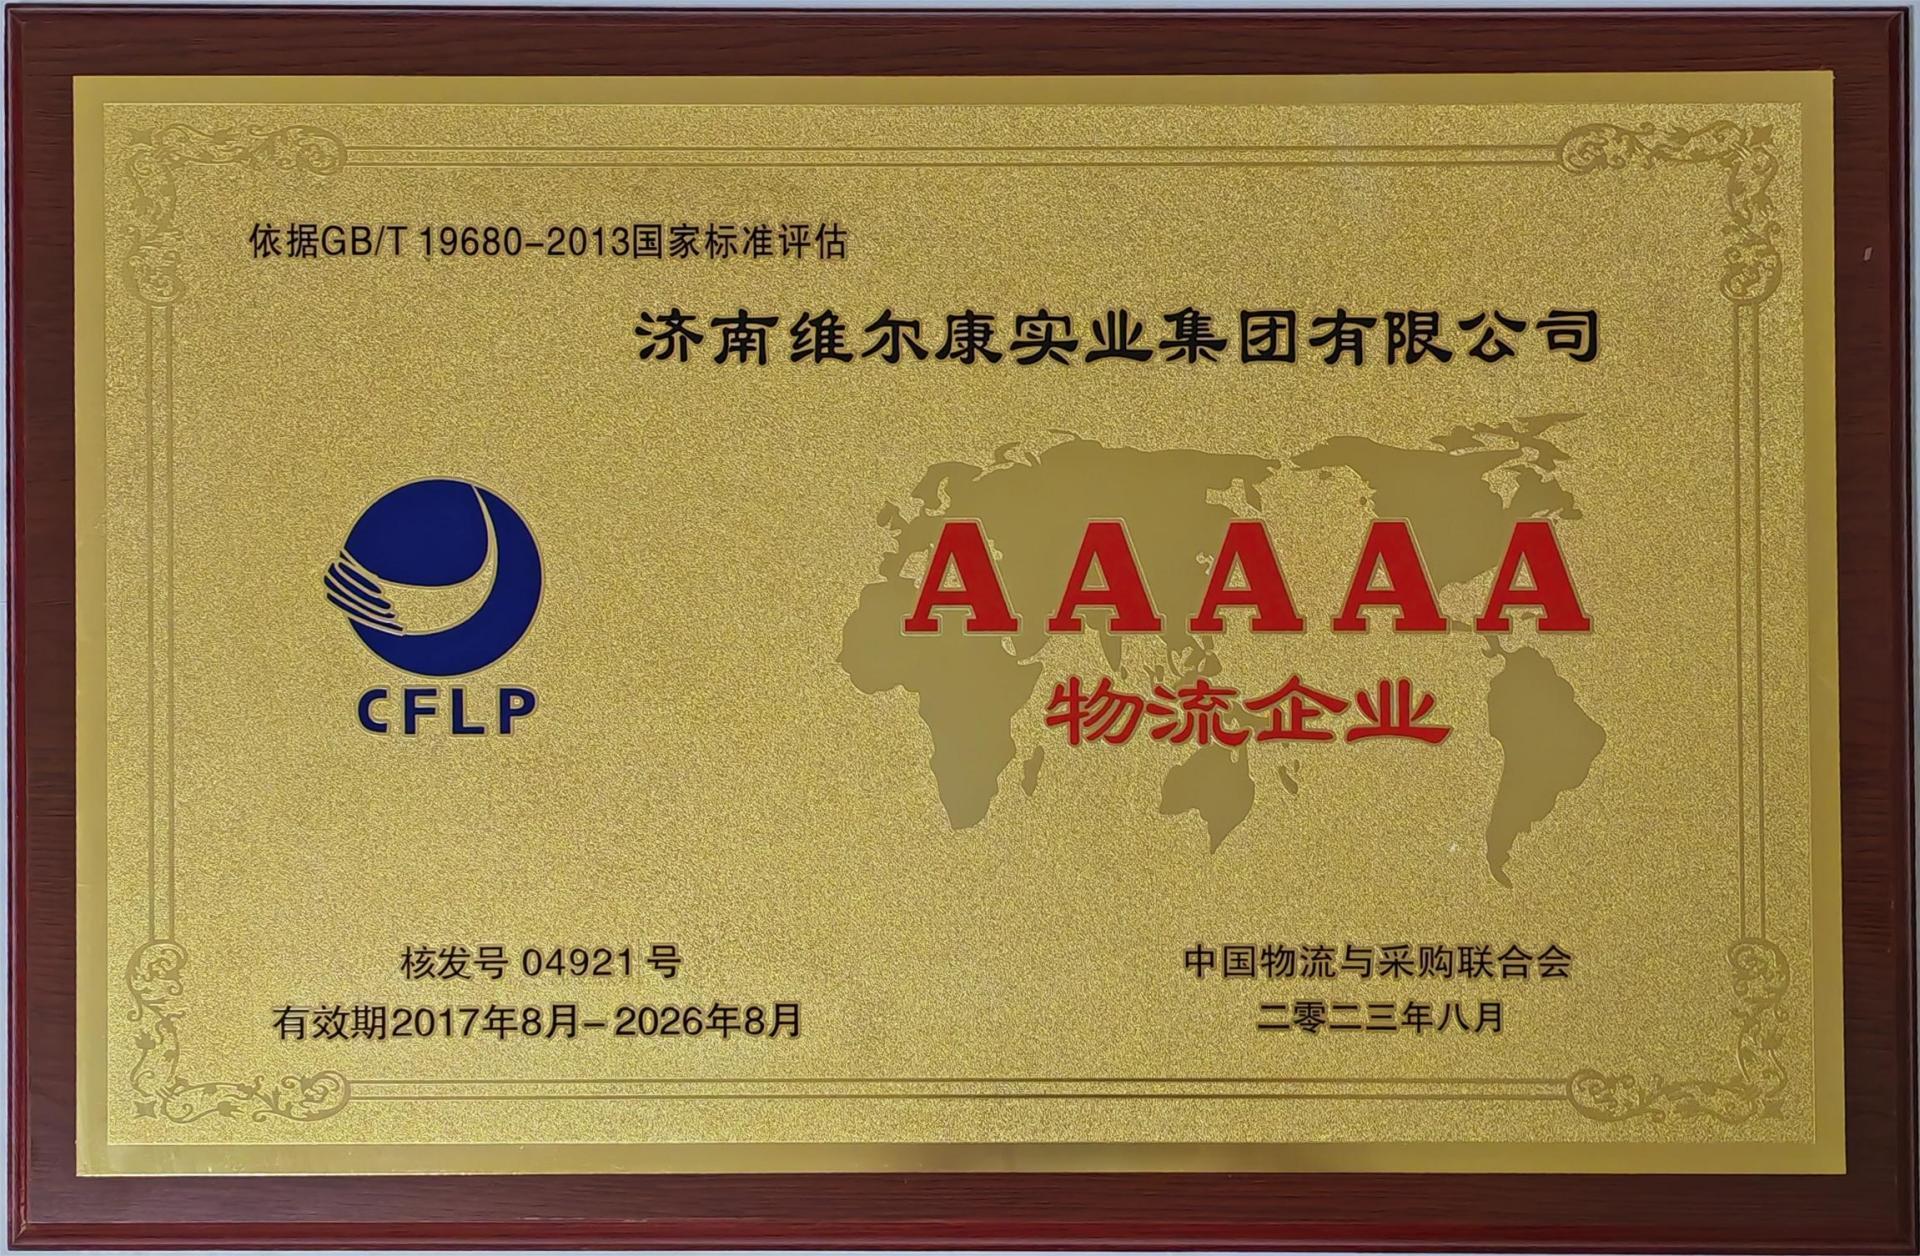 依据GB/T 19680-2013国家标准评估
济南维尔康实业集团有限公司
AAAAA
物流企业
CFLP
核发号 04921 号
有效期2017年8月-2026年8月
中国物流与采购联合会
二零二三年八月